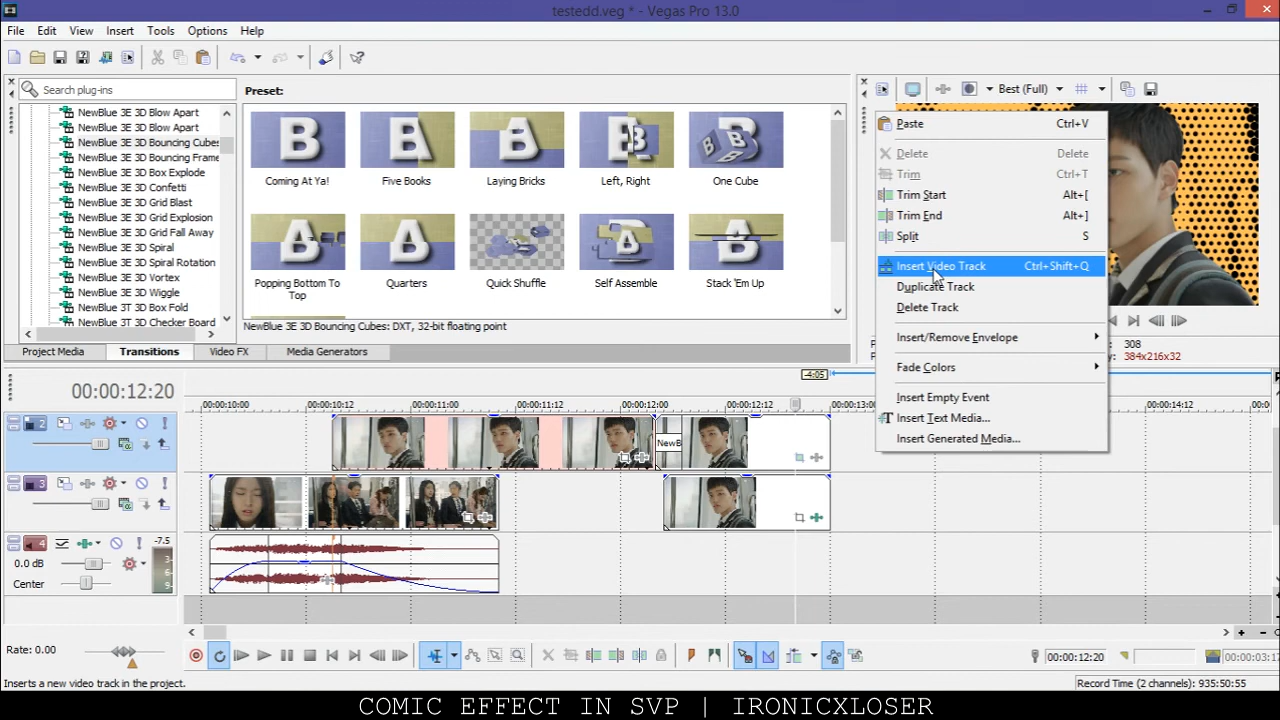 testedd.veg * - Vegas Pro 13.0
File Edit View Insert Tools Options Help
Search plug-ins
NewBlue 3E 3D Blow Apart
NewBlue 3E 3D Blow Apart
NewBlue 3E 3D Bouncing Cubes
NewBlue 3E 3D Bouncing Frame
NewBlue 3E 3D Box Explode
NewBlue 3E 3D Confetti
NewBlue 3E 3D Grid Blast
NewBlue 3E 3D Grid Explosion
NewBlue 3E 3D Grid Fall Away
NewBlue 3E 3D Spiral
NewBlue 3E 3D Spiral Rotation
NewBlue 3E 3D Vortex
NewBlue 3E 3D Wiggle
NewBlue 3T 3D Box Fold
NewBlue 3T 3D Checker Board
Preset:
Coming At Ya! Five Books Laying Bricks Left, Right One Cube
Popping Bottom To Top Quarters Quick Shuffle Self Assemble Stack 'Em Up
NewBlue 3E 3D Bouncing Cubes: DXT, 32-bit floating point
Project Media Transitions Video FX Media Generators
Best (Full)
Paste Ctrl+V
Delete Delete
Trim Ctrl+T
Trim Start Alt+[
Trim End Alt+]
Split S
Insert Video Track Ctrl+Shift+Q
Duplicate Track
Delete Track
Insert/Remove Envelope
Fade Colors
Insert Empty Event
Insert Text Media...
Insert Generated Media...
308
384x216x32
-4:05
00:00:12:20
00:00:10:00 00:00:10:12 00:00:11:00 00:00:11:12 00:00:12:00 00:00:12:12 00:00:13:00 00:00:14:12
2
NewB
3
4
-7.5
0.0 dB
Center
Rate: 0.00
00:00:12:20
00:00:03:17
Inserts a new video track in the project.
Record Time (2 channels): 935:50:55
COMIC EFFECT IN SVP | IRONICXLOSER